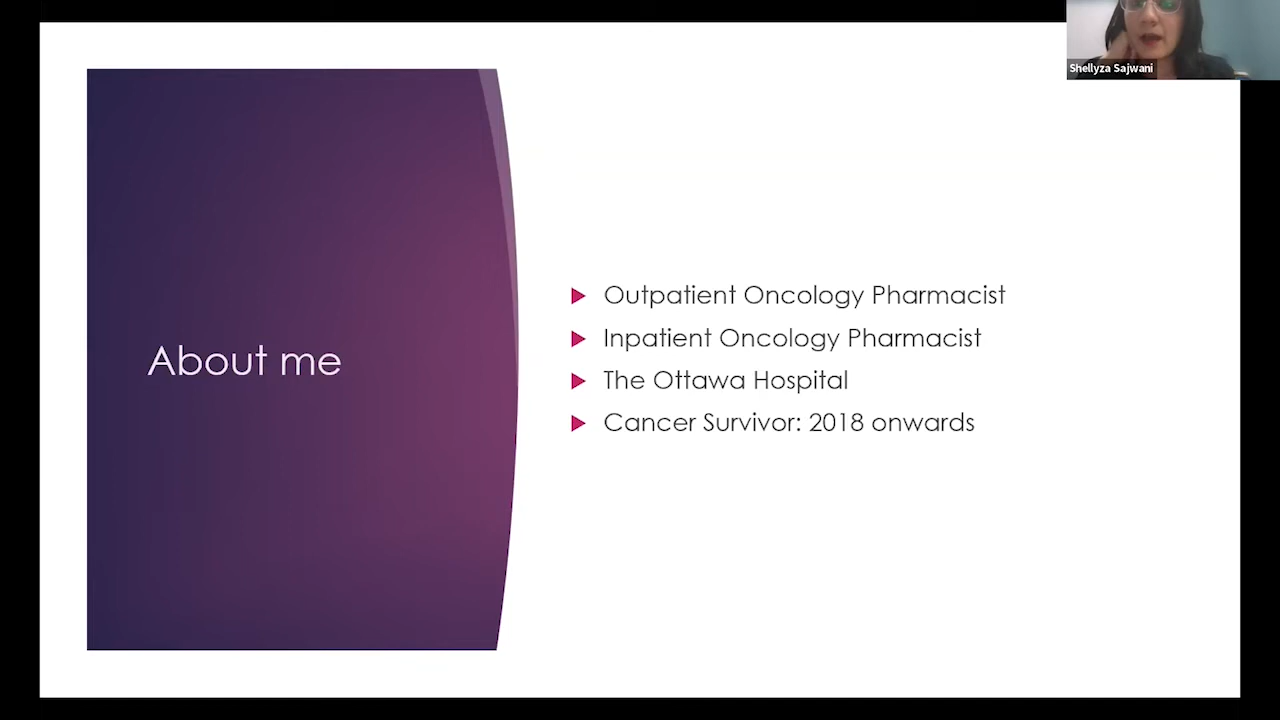 Shellyza Sajwani
About me
Outpatient Oncology Pharmacist
Inpatient Oncology Pharmacist
The Ottawa Hospital
Cancer Survivor: 2018 onwards